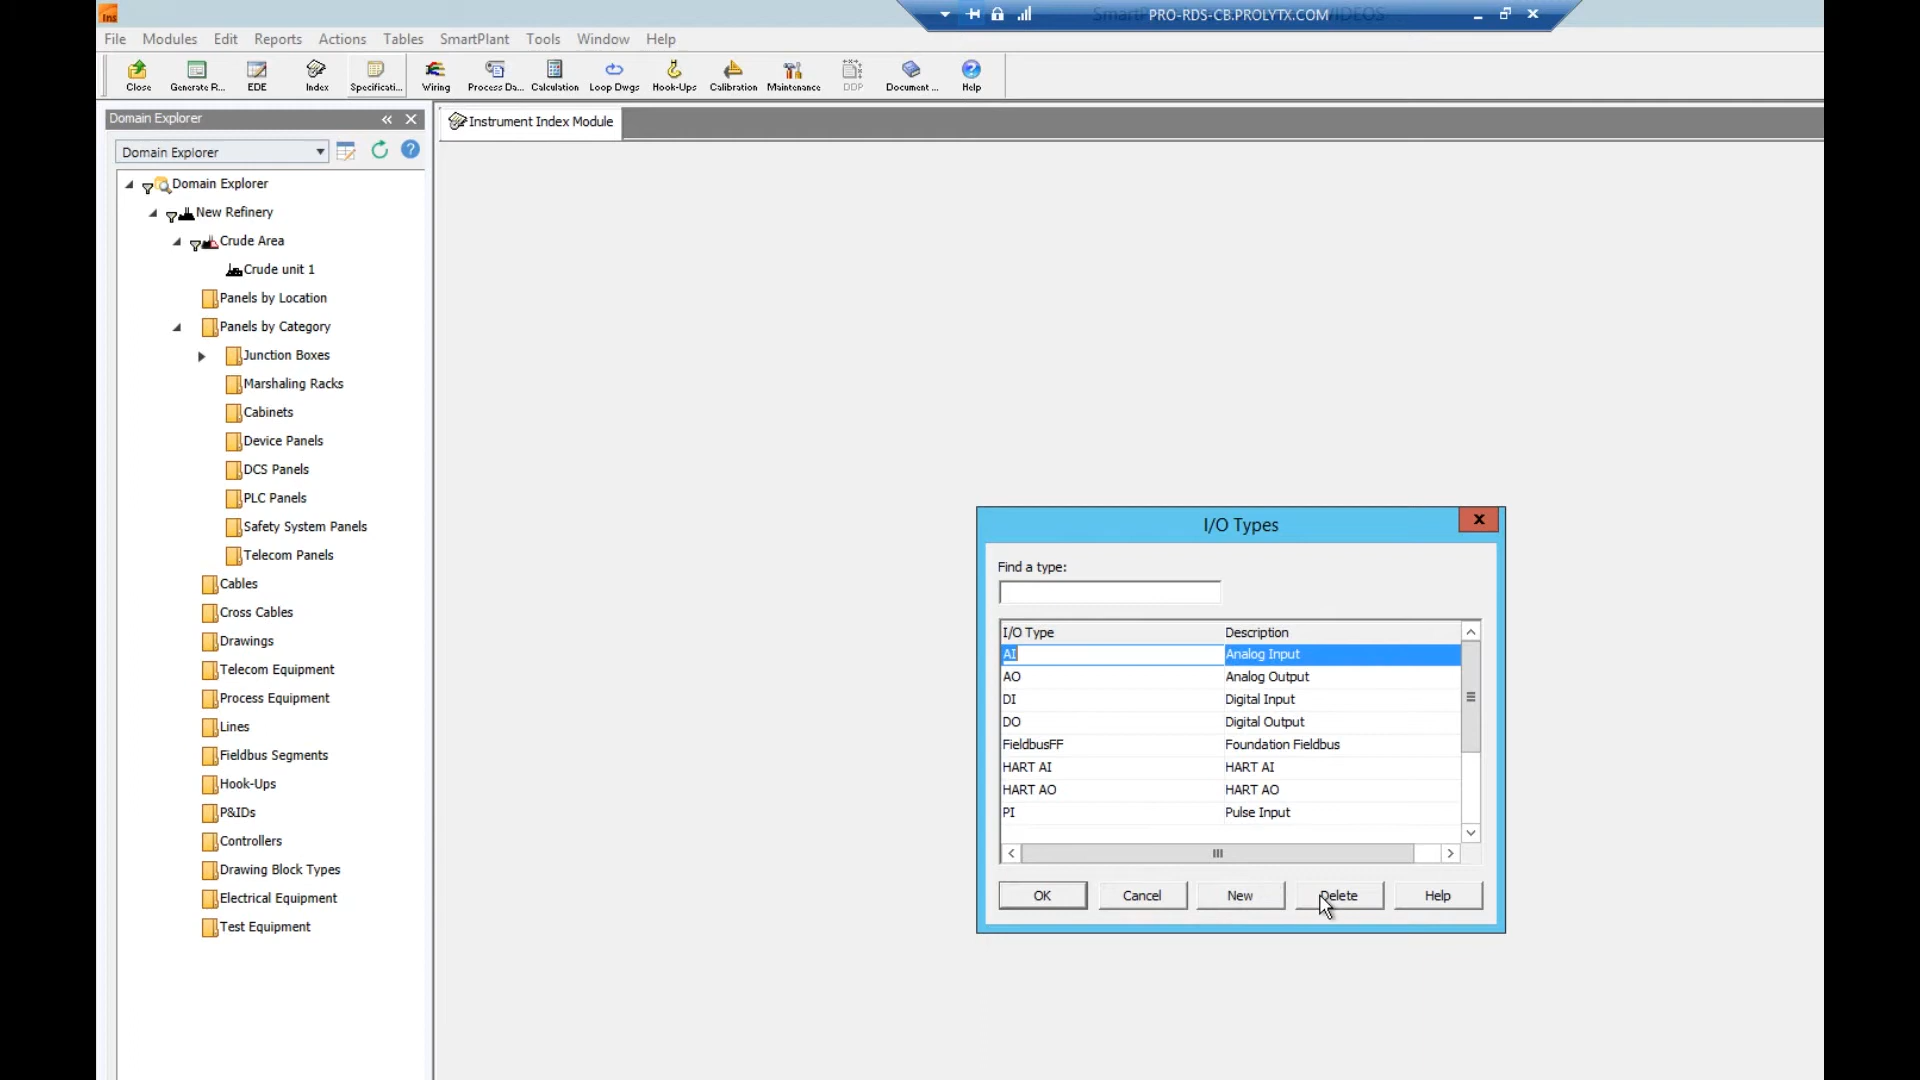 Ins
SmartPl IDEOS
PRO-RDS-CB.PROLYTX.COM
File Modules Edit Reports Actions Tables SmartPlant Tools Window Help
Close Generate R... EDE Index Specificati... Wiring Process Da... Calculation Loop Dwgs Hook-Ups Calibration Maintenance DDP Document ... Help
Domain Explorer
Instrument Index Module
Domain Explorer
Domain Explorer
New Refinery
Crude Area
Crude unit 1
Panels by Location
Panels by Category
Junction Boxes
Marshaling Racks
Cabinets
Device Panels
DCS Panels
PLC Panels
Safety System Panels
Telecom Panels
Cables
Cross Cables
Drawings
Telecom Equipment
Process Equipment
Lines
Fieldbus Segments
Hook-Ups
P&IDs
Controllers
Drawing Block Types
Electrical Equipment
Test Equipment
I/O Types
Find a type:
I/O Type Description
AI Analog Input
AO Analog Output
DI Digital Input
DO Digital Output
FieldbusFF Foundation Fieldbus
HART AI HART AI
HART AO HART AO
PI Pulse Input
OK Cancel New Delete Help